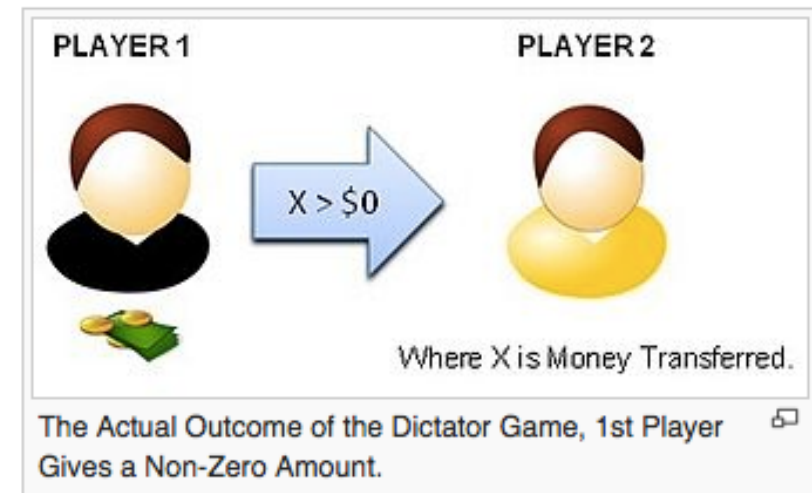 PLAYER 1
PLAYER 2
X > $0
Where X is Money Transferred.
The Actual Outcome of the Dictator Game, 1st Player
Gives a Non-Zero Amount.